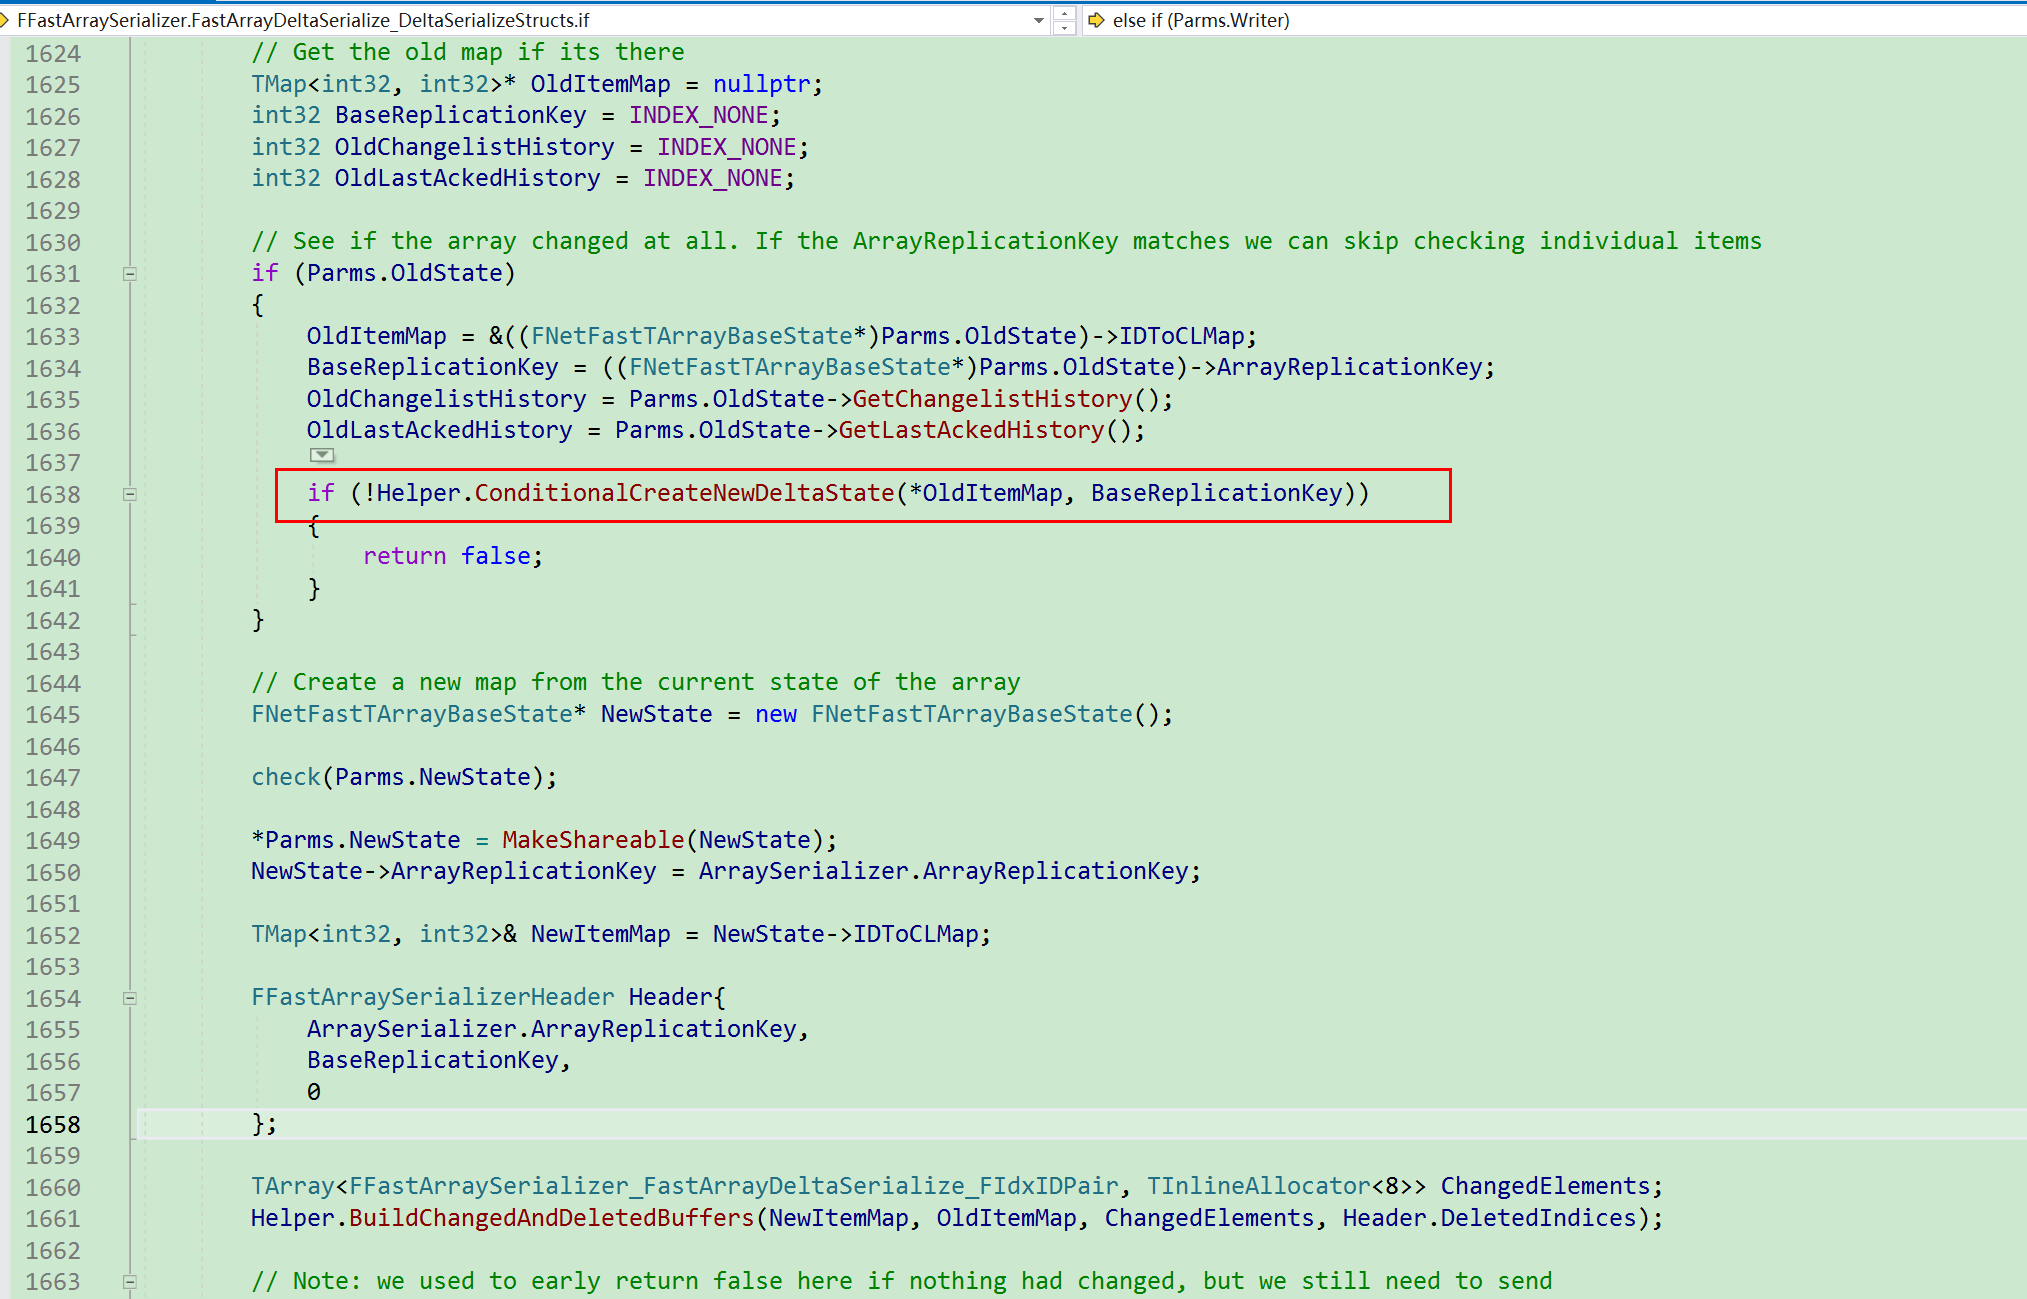 FFastArraySerializer.FastArrayDeltaSerialize_DeltaSerializeStructs.if
else if (Parms.Writer)
1624 // Get the old map if its there
1625 TMap<int32, int32>* OldItemMap = nullptr;
1626 int32 BaseReplicationKey = INDEX_NONE;
1627 int32 OldChangelistHistory = INDEX_NONE;
1628 int32 OldLastAckedHistory = INDEX_NONE;
1629
1630 // See if the array changed at all. If the ArrayReplicationKey matches we can skip checking individual items
1631 if (Parms.OldState)
1632 {
1633 OldItemMap = &((FNetFastTArrayBaseState*)Parms.OldState)->IDToCLMap;
1634 BaseReplicationKey = ((FNetFastTArrayBaseState*)Parms.OldState)->ArrayReplicationKey;
1635 OldChangelistHistory = Parms.OldState->GetChangelistHistory();
1636 OldLastAckedHistory = Parms.OldState->GetLastAckedHistory();
1637
1638 if (!Helper.ConditionalCreateNewDeltaState(*OldItemMap, BaseReplicationKey))
1639 {
1640 return false;
1641 }
1642 }
1643
1644 // Create a new map from the current state of the array
1645 FNetFastTArrayBaseState* NewState = new FNetFastTArrayBaseState();
1646
1647 check(Parms.NewState);
1648
1649 *Parms.NewState = MakeShareable(NewState);
1650 NewState->ArrayReplicationKey = ArraySerializer.ArrayReplicationKey;
1651
1652 TMap<int32, int32>& NewItemMap = NewState->IDToCLMap;
1653
1654 FFastArraySerializerHeader Header{
1655 ArraySerializer.ArrayReplicationKey,
1656 BaseReplicationKey,
1657 0
1658 };
1659
1660 TArray<FFastArraySerializer_FastArrayDeltaSerialize_FIdxIDPair, TInlineAllocator<8>> ChangedElements;
1661 Helper.BuildChangedAndDeletedBuffers(NewItemMap, OldItemMap, ChangedElements, Header.DeletedIndices);
1662
1663 // Note: we used to early return false here if nothing had changed, but we still need to send